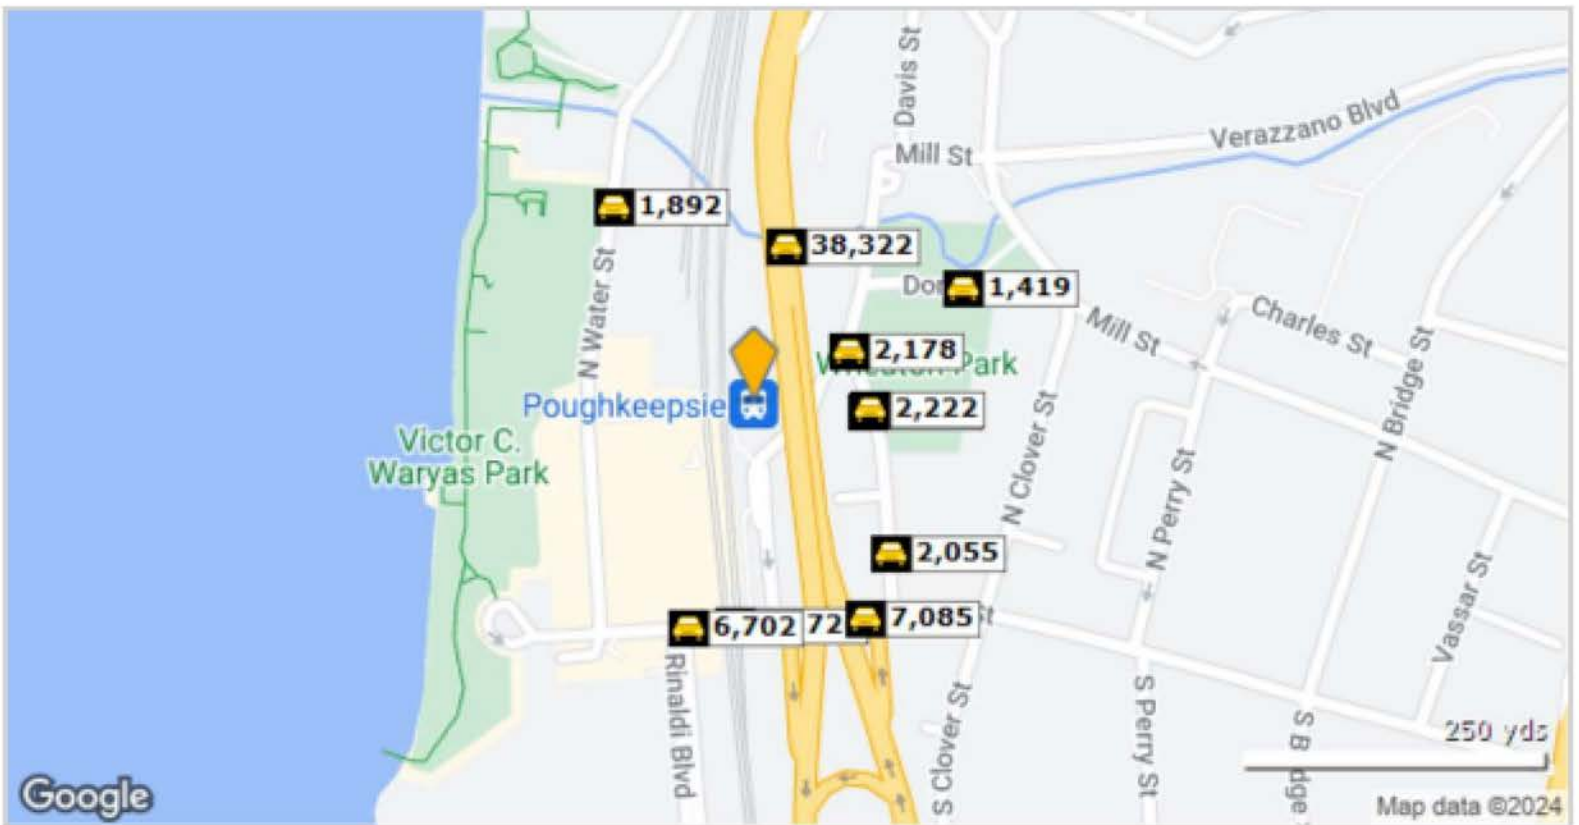 Davis St
Mill St
Verazzano Blvd
1,892
38,322
1,419
N Water St
Mill St
Charles St
2,178
Park
N Bridge St
Poughkeepsie
2,222
Victor C.
Waryas Park
N Clover St
N Perry St
2,055
Vassar St
6,702
72
7,085
St
Rinaldi Blvd
S Clover St
S Perry St
250 yds
Google
Map data ©2024